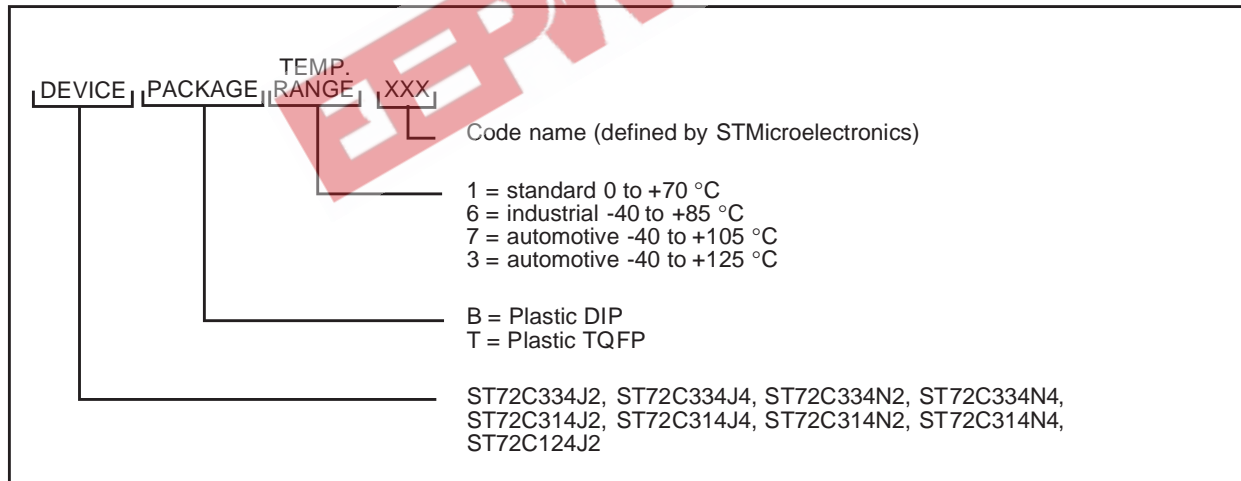 TEMP.
DEVICE PACKAGE RANGE XXX
Code name (defined by STMicroelectronics)
1 = standard 0 to +70 °C
6 = industrial -40 to +85 °C
7 = automotive -40 to +105 °C
3 = automotive -40 to +125 °C
B = Plastic DIP
T = Plastic TQFP
ST72C334J2, ST72C334J4, ST72C334N2, ST72C334N4,
ST72C314J2, ST72C314J4, ST72C314N2, ST72C314N4,
ST72C124J2